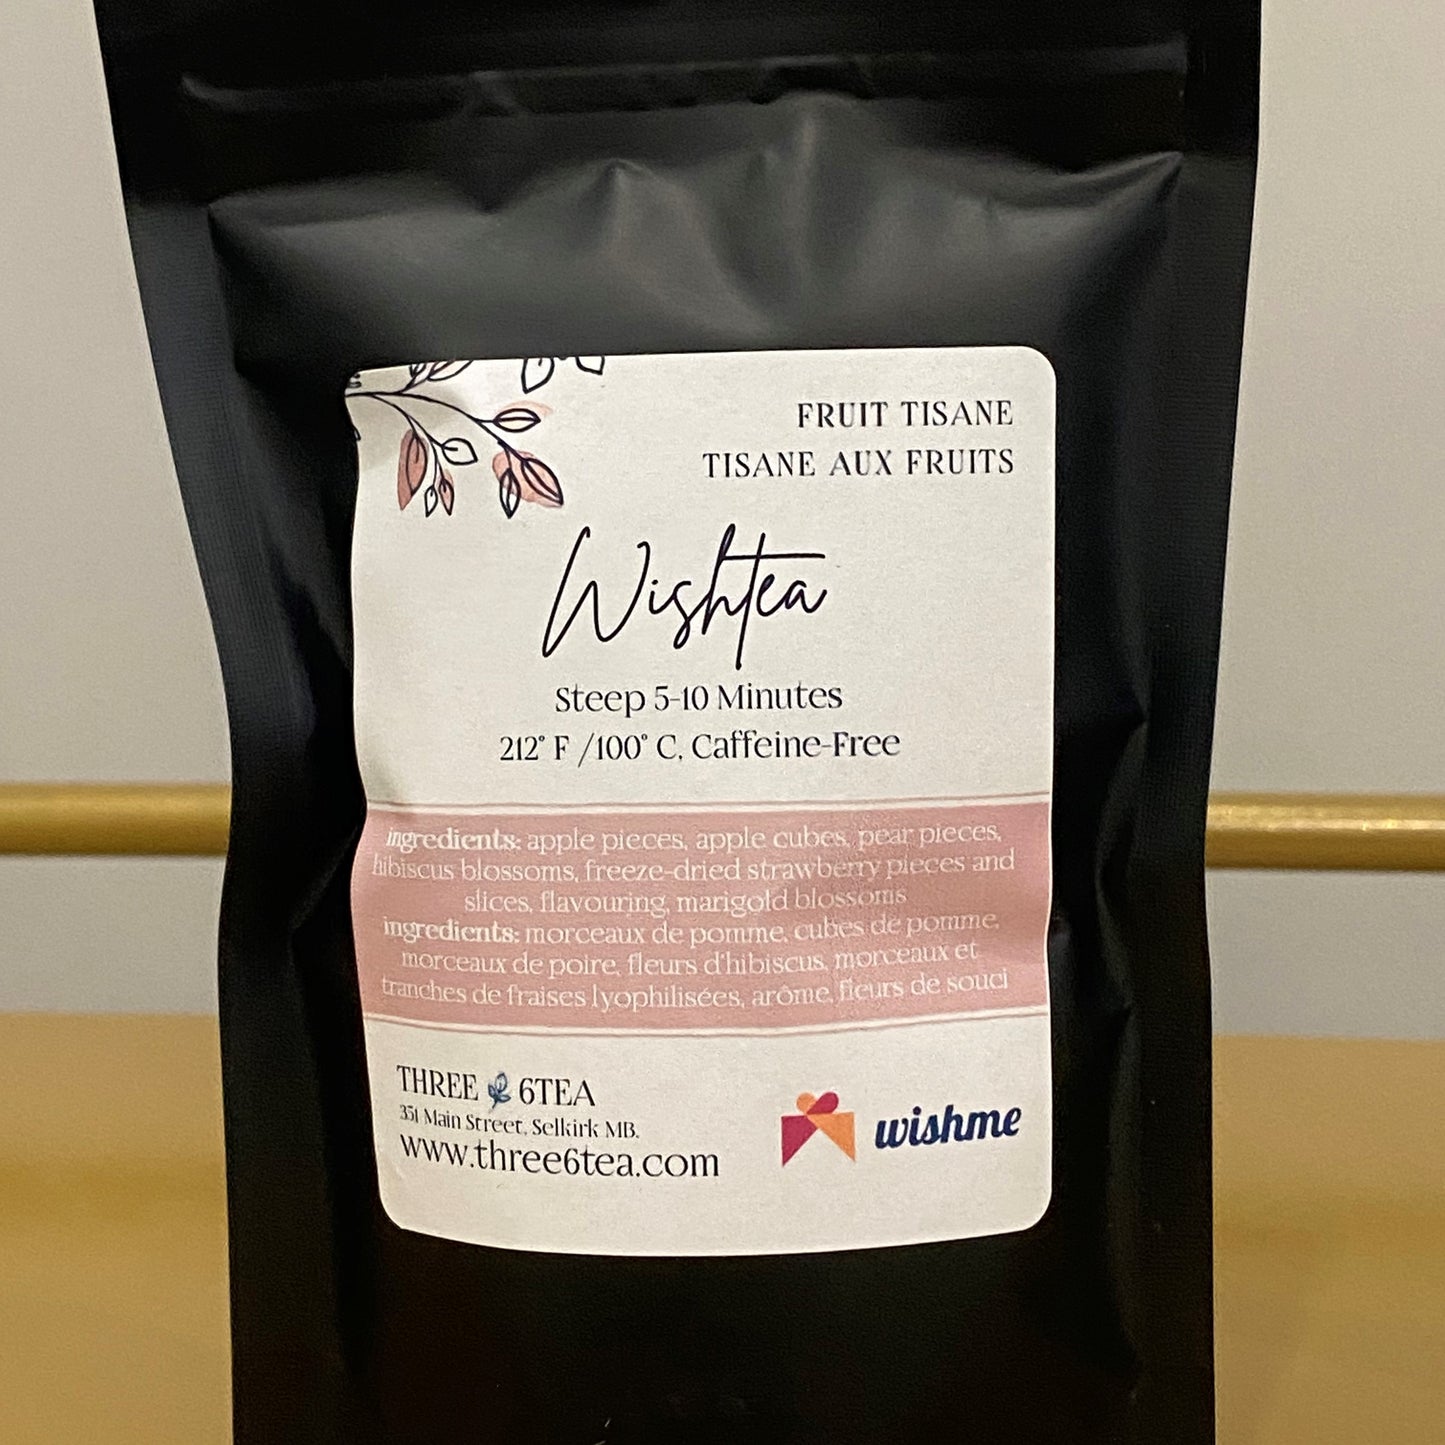 FRUIT TISANE
TISANE AUX FRUITS
Wishtea
Steep 5-10 Minutes
212° F /100° C, Caffeine-Free
ingredients: apple pieces, apple cubes, pear pieces,
hibiscus blossoms, freeze-dried strawberry pieces and
slices, flavouring, marigold blossoms
ingredients: morceaux de pomme, cubes de pomme,
morceaux de poire, fleurs d'hibiscus, morceaux et
tranches de fraises lyophilisées, arôme, fleurs de souci
THREE 6TEA
351 Main Street, Selkirk MB.
www.three6tea.com
wishme